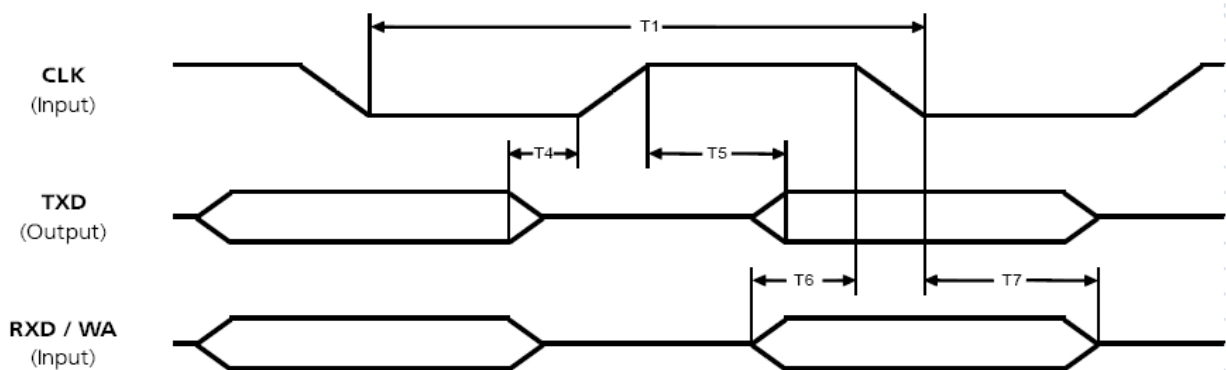 T1
CLK
(Input)
T4
T5
TXD
(Output)
T6
T7
RXD / WA
(Input)